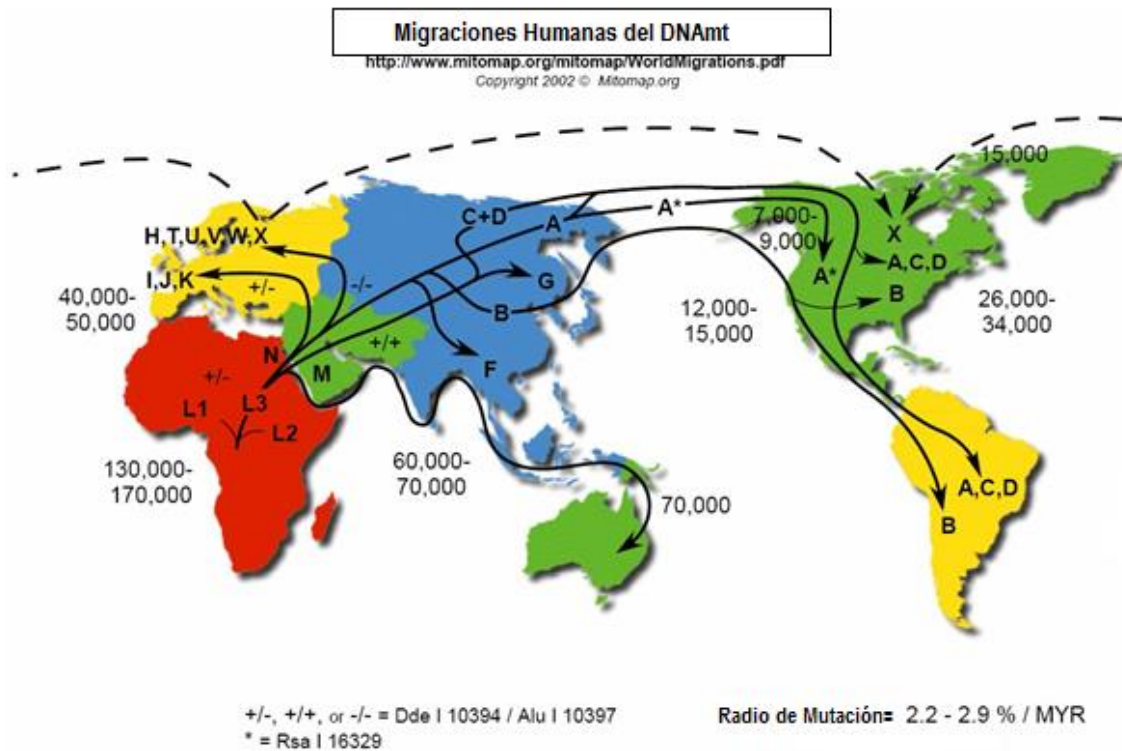 Migraciones Humanas del DNAmt
http://www.mitomap.org/mitomap/WorldMigrations.pdf
Copyright 2002 © Mitomap.org
15,000
C+D
A
A*
7,000-
9,000
X
H,T,U,V,W,X
A,C,D
I,J,K
+/-
-/-
G
A*
B
40,000-
50,000
B
12,000-
15,000
26,000-
34,000
N
+/+
M
F
+/-
L3
L1
L2
130,000-
170,000
60,000-
70,000
70,000
A,C,D
B
+/-, +/+, or -/- = Dde I 10394 / Alu I 10397
* = Rsa I 16329
Radio de Mutación= 2.2 - 2.9 % / MYR